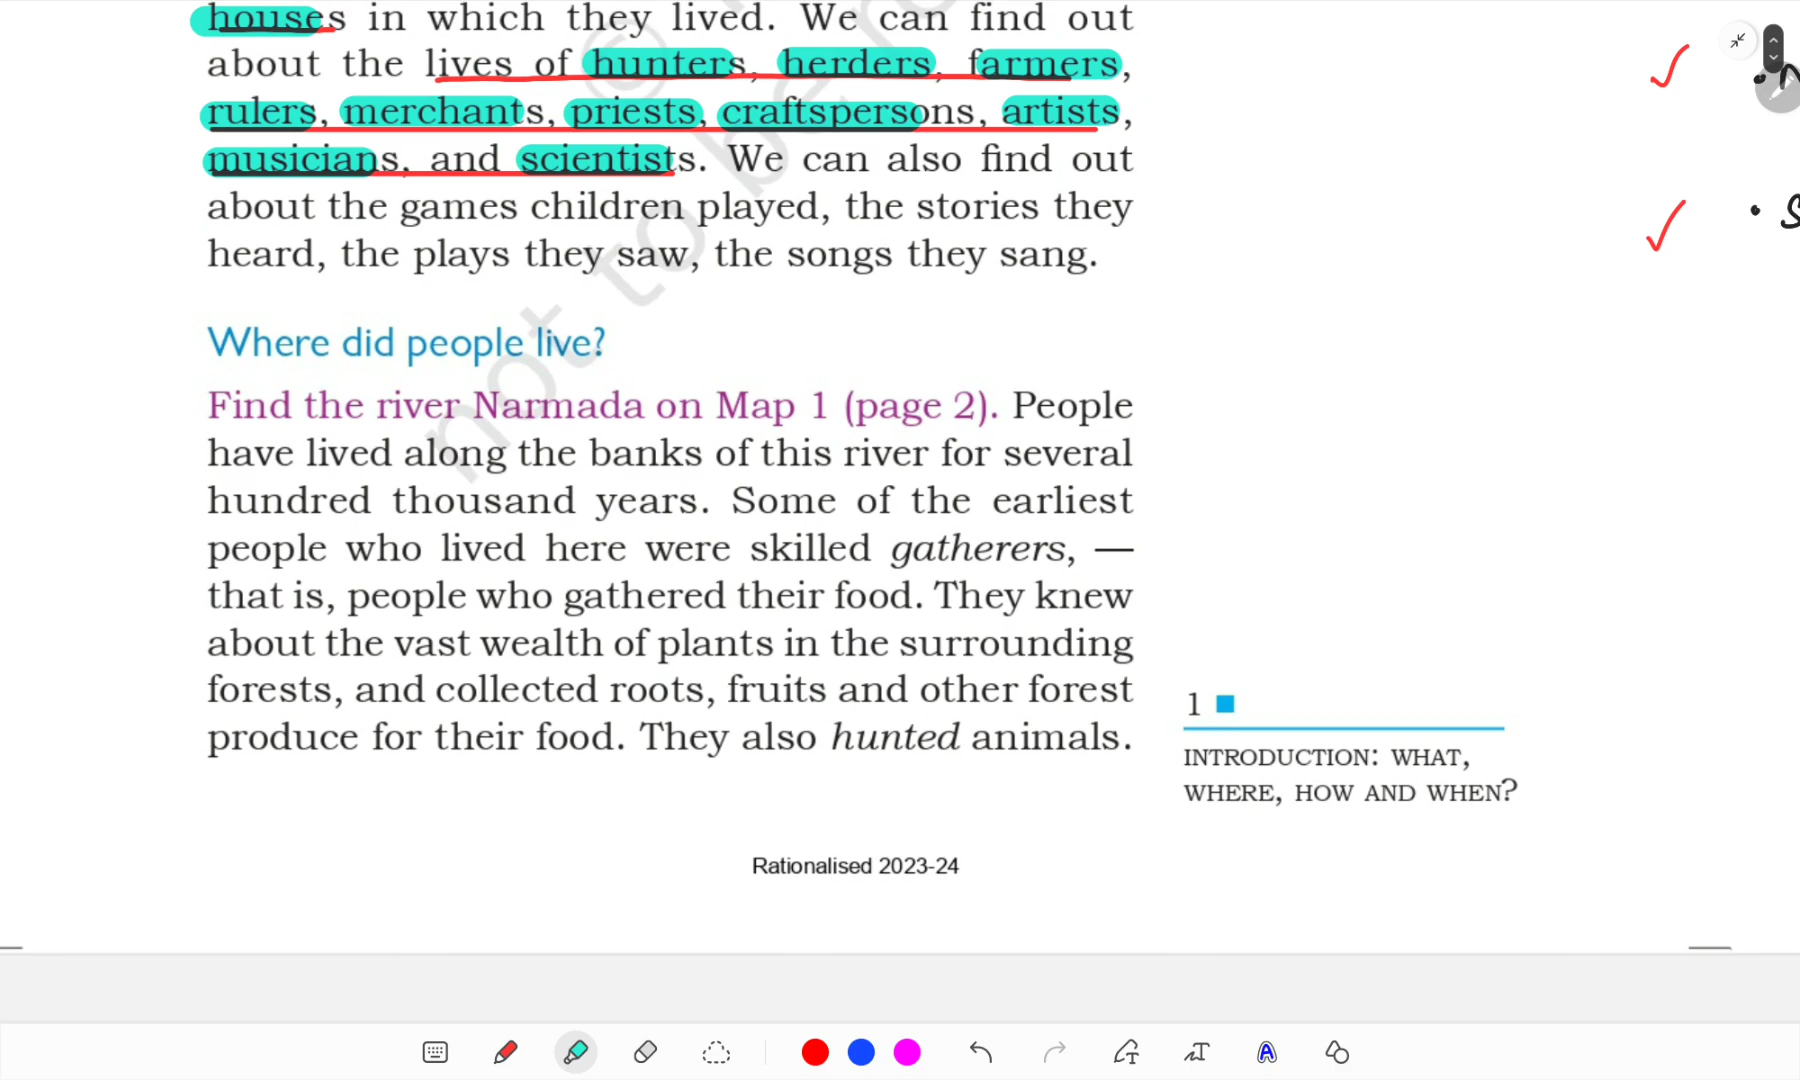 houses in which they lived. We can find out
about the lives of hunters, herders, farmers,
rulers, merchants, priests, craftspersons, artists,
musicians, and scientists. We can also find out
about the games children played, the stories they
heard, the plays they saw, the songs they sang.
Where did people live?
Find the river Narmada on Map 1 (page 2). People
have lived along the banks of this river for several
hundred thousand years. Some of the earliest
people who lived here were skilled gatherers, —
that is, people who gathered their food. They knew
about the vast wealth of plants in the surrounding
forests, and collected roots, fruits and other forest
produce for their food. They also hunted animals.
1
INTRODUCTION: WHAT,
WHERE, HOW AND WHEN?
Rationalised 2023-24
not to be